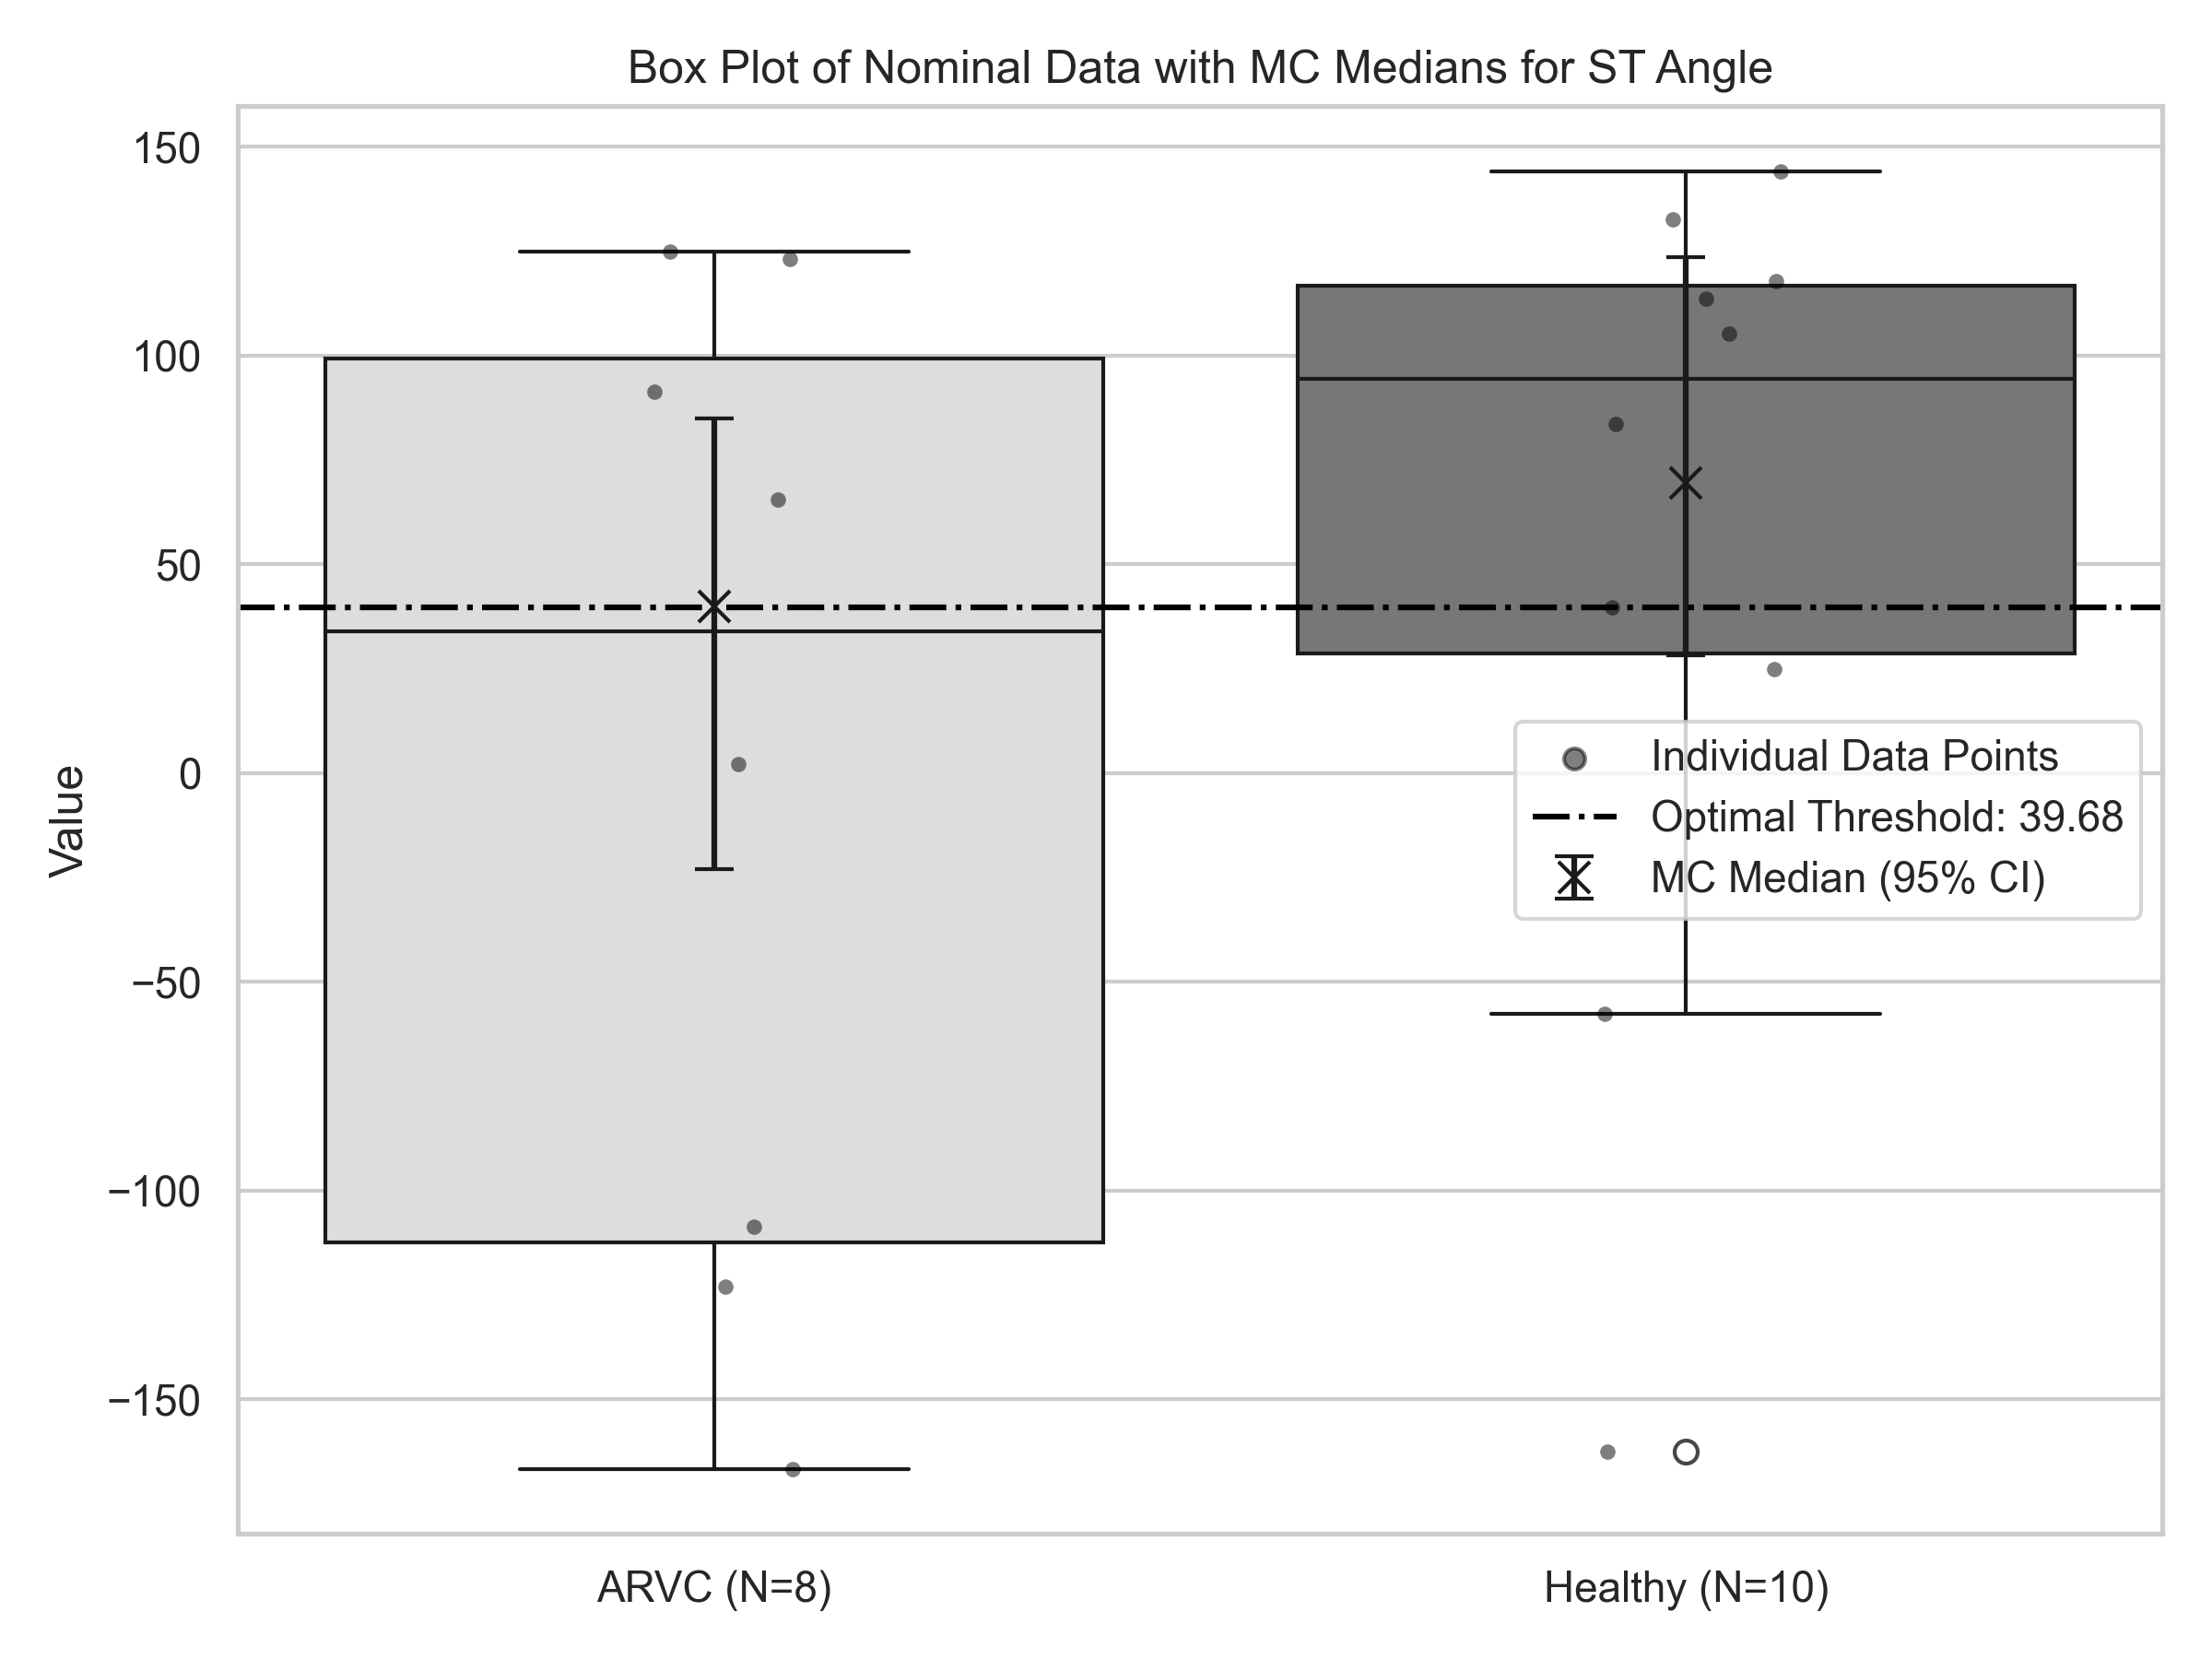 Box Plot of Nominal Data with MC Medians for ST Angle
150
100
50
0
−50
−100
−150
Value
Individual Data Points
Optimal Threshold: 39.68
MC Median (95% CI)
ARVC (N=8)
Healthy (N=10)